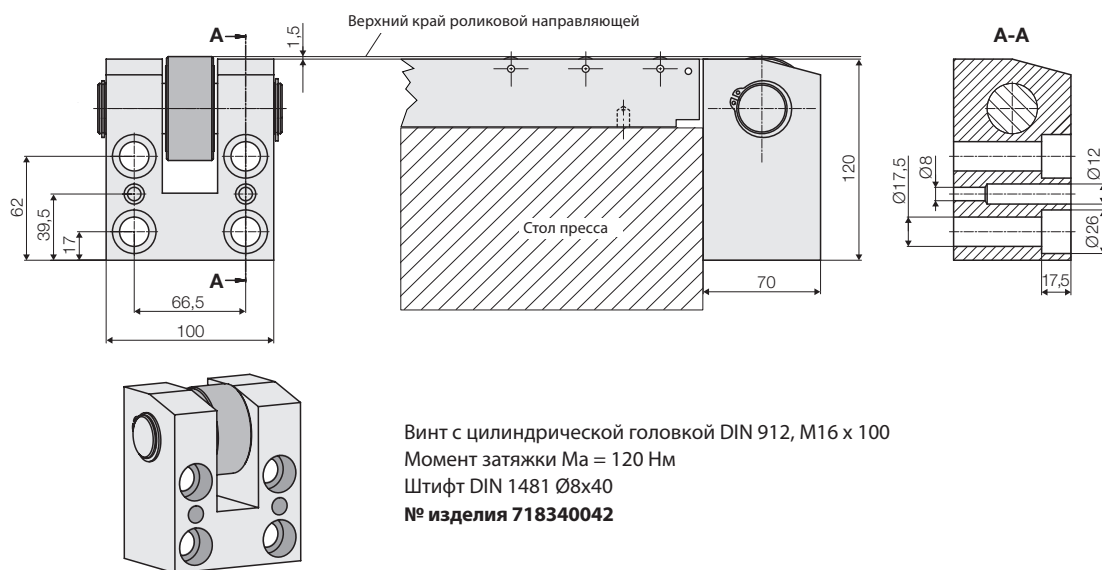 Верхний край роликовой направляющей
A
1,5
A-A
62
39,5
17
A
66,5
100
Стол пресса
120
70
Ø17,5
Ø8
Ø12
Ø26
17,5
Винт с цилиндрической головкой DIN 912, M16 x 100
Момент затяжки Ma = 120 Нм
Штифт DIN 1481 Ø8x40
№ изделия 718340042